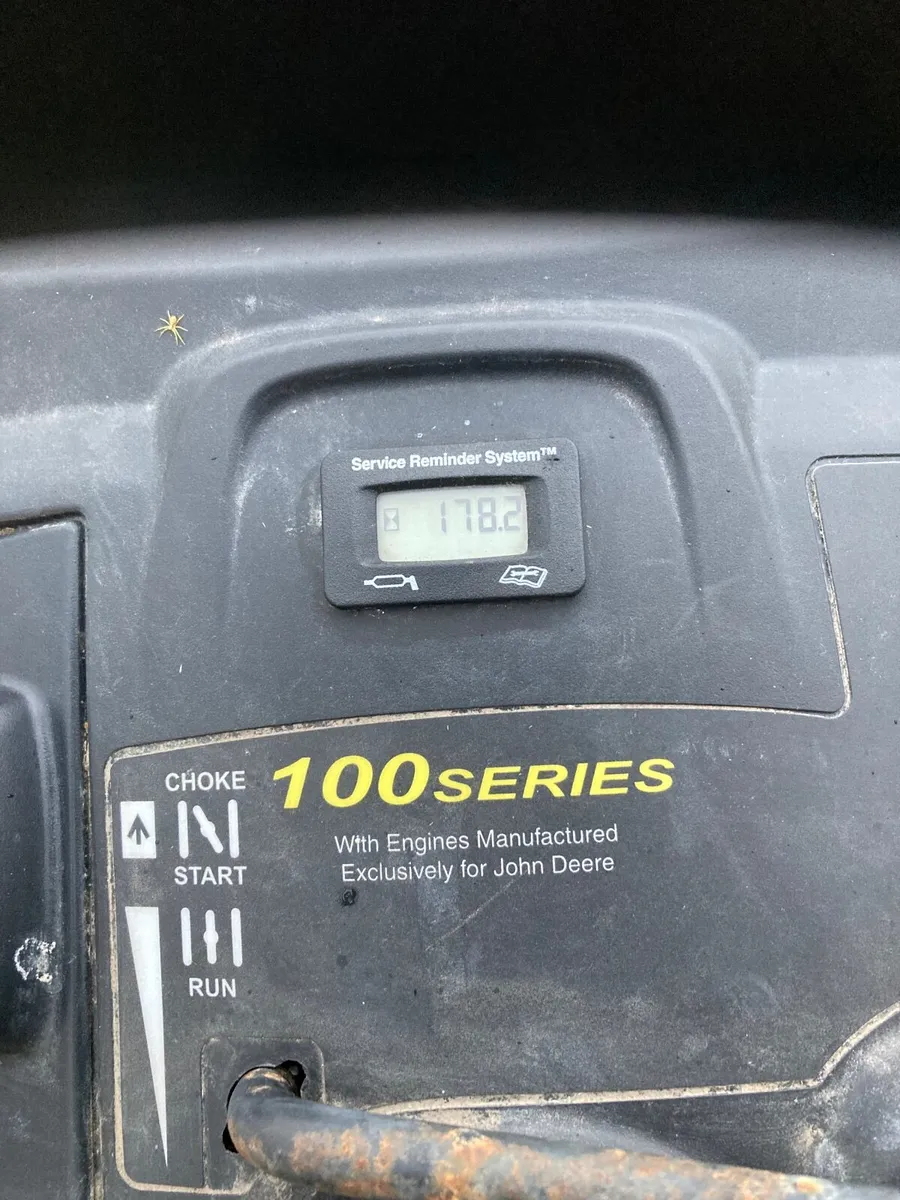 Service Reminder System™
178.2
CHOKE
100 SERIES
START
With Engines Manufactured
Exclusively for John Deere
RUN